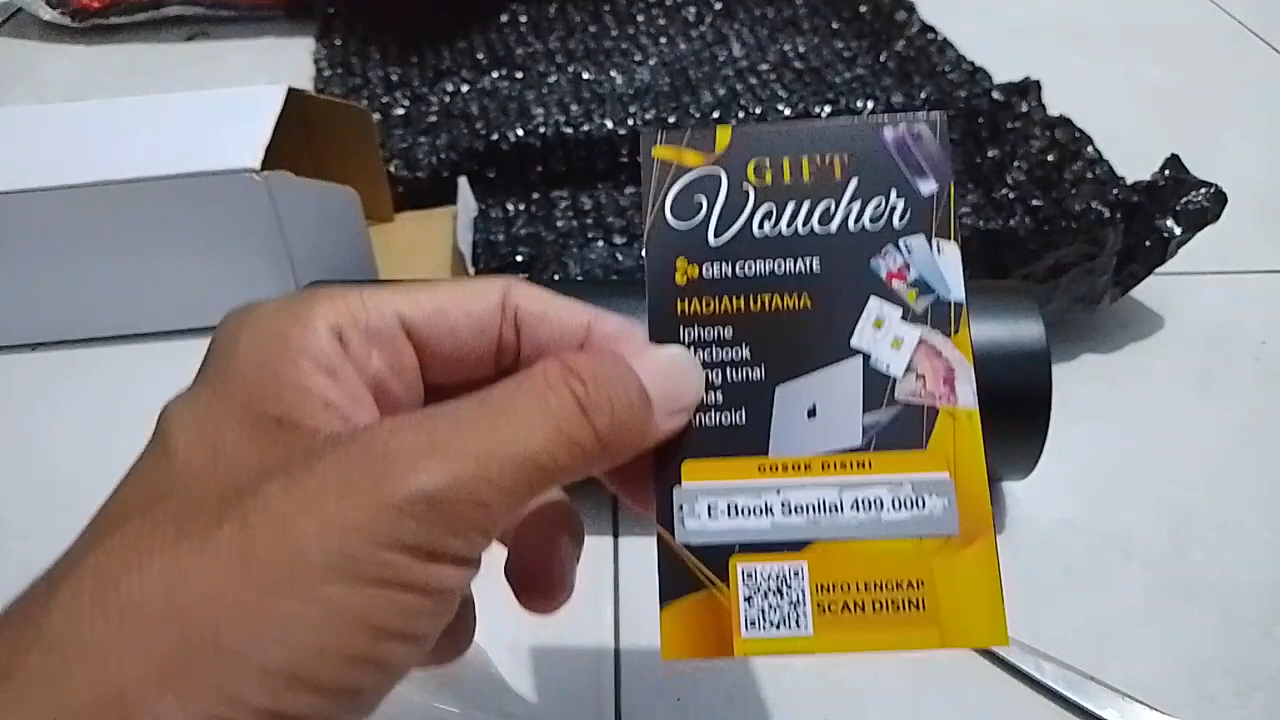 GIFT
Voucher
GEN CORPORATE
HADIAH UTAMA
Iphone
Macbook
tunai
Android
GOSOK DISINI
E-Book Senilai 499.000
INFO LENGKAP
SCAN DISINI